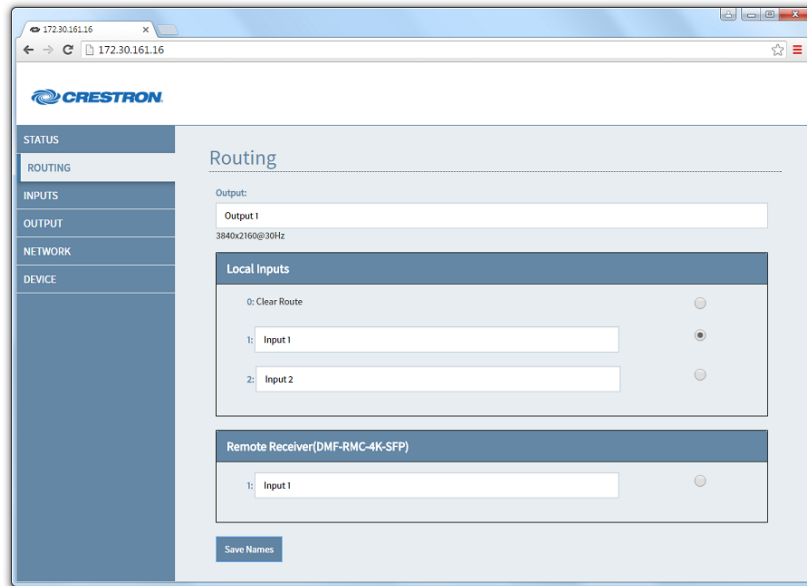 172.30.161.16
172.30.161.16
CRESTRON
STATUS
ROUTING
INPUTS
OUTPUT
NETWORK
DEVICE
Routing
Output:
Output 1
3840x2160@30Hz
Local Inputs
0: Clear Route
1: Input 1
2: Input 2
Remote Receiver(DMF-RMC-4K-SFP)
1: Input 1
Save Names